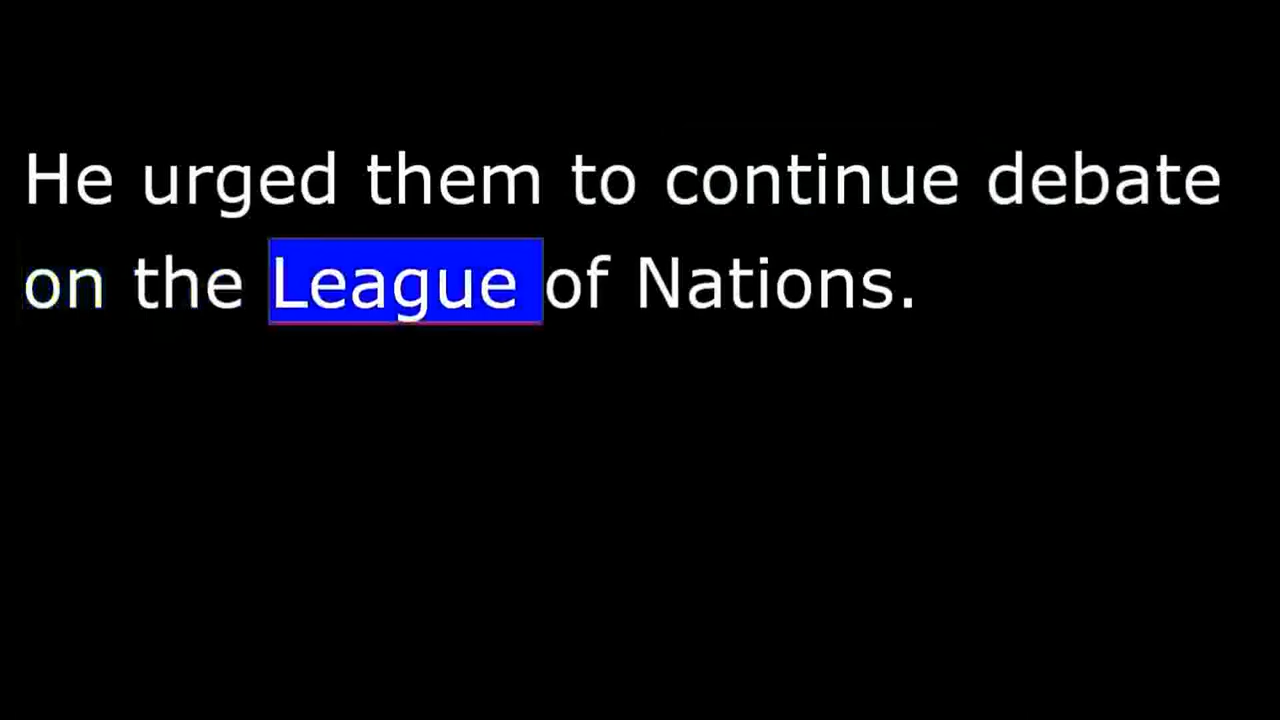 He urged them to continue debate
on the League of Nations.